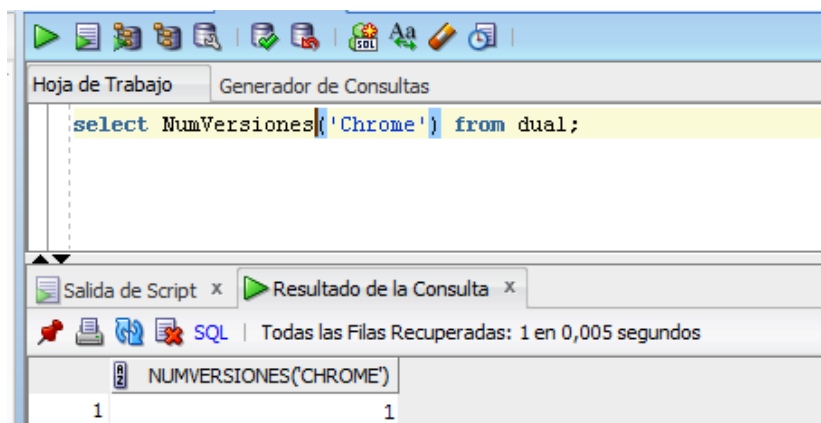 Hoja de Trabajo Generador de Consultas
select NumVersiones('Chrome') from dual;
Salida de Script x Resultado de la Consulta x
SQL | Todas las Filas Recuperadas: 1 en 0,005 segundos
NUMVERSIONES('CHROME')
1 1